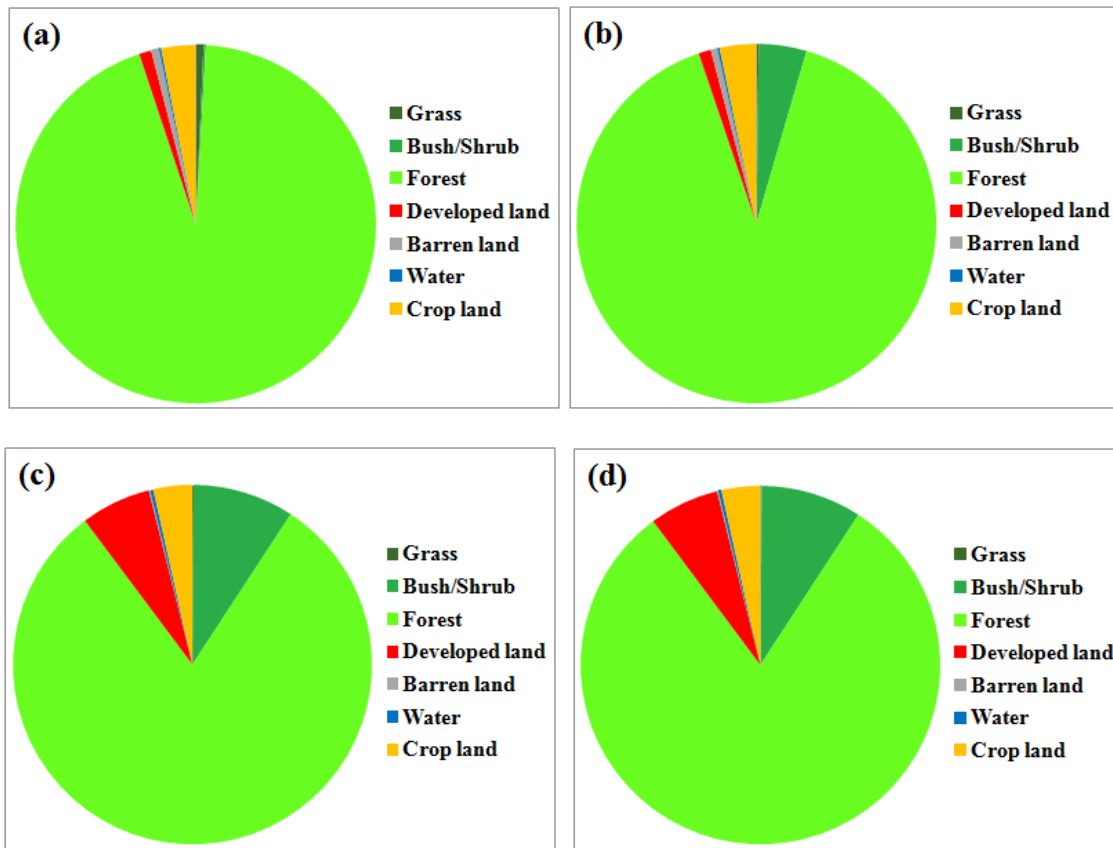 (a)
Grass
Bush/Shrub
Forest
Developed land
Barren land
Water
Crop land
(b)
Grass
Bush/Shrub
Forest
Developed land
Barren land
Water
Crop land
(c)
Grass
Bush/Shrub
Forest
Developed land
Barren land
Water
Crop land
(d)
Grass
Bush/Shrub
Forest
Developed land
Barren land
Water
Crop land